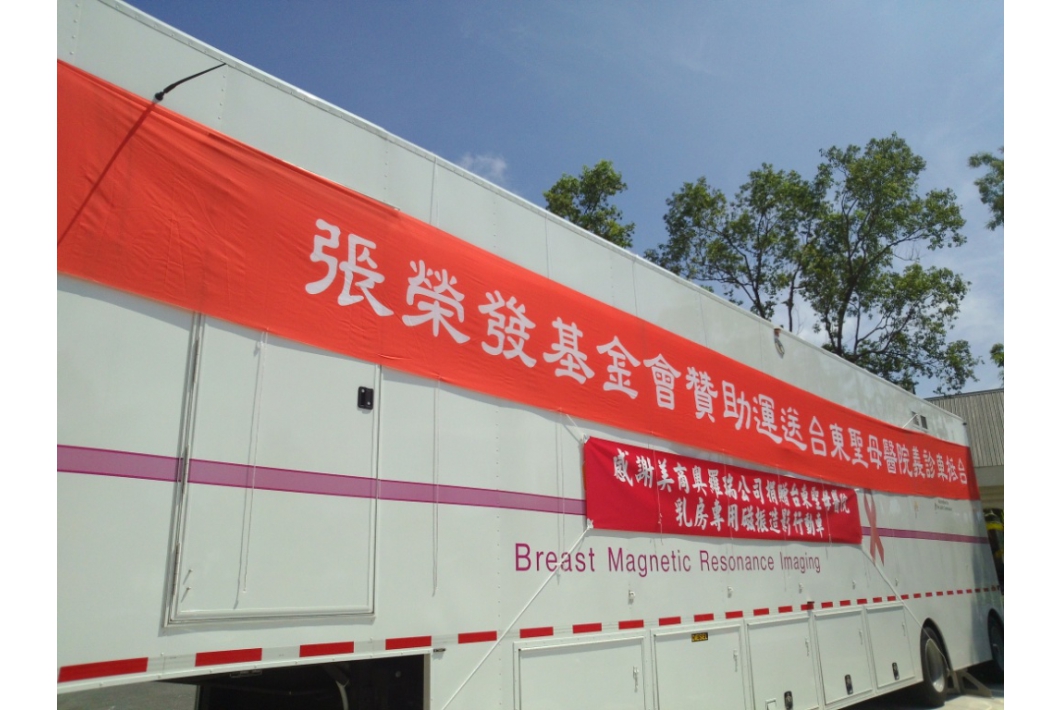 張榮發基金會贊助運送台東聖母醫院義診車拖台
感謝美商奧羅瑞公司捐贈台東聖母醫院
乳房專用磁振造影行動車
Breast Magnetic Resonance Imaging